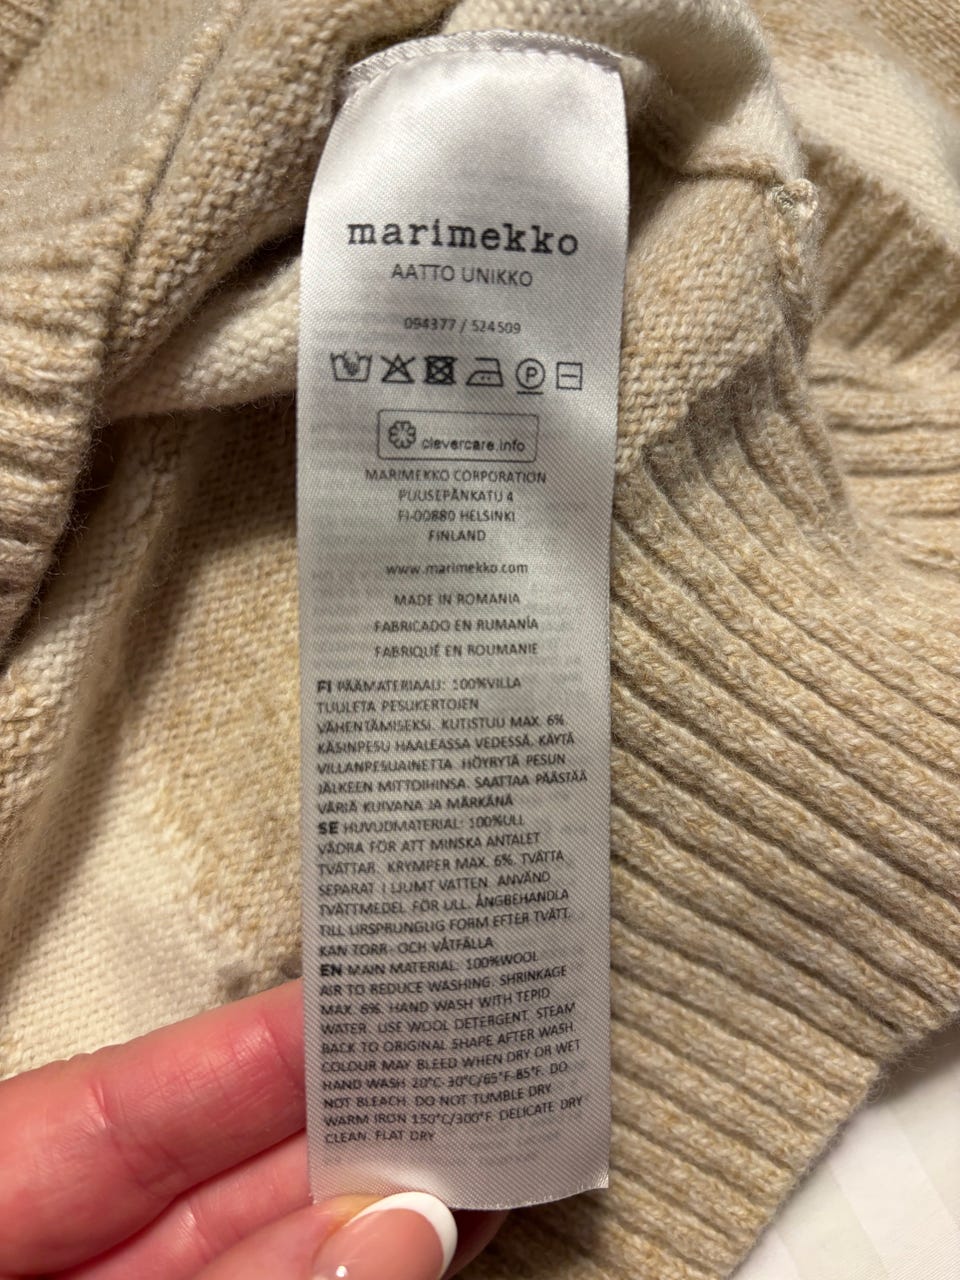 marimekko
AATTO UNIKKO
094377 / 524509
P
clevercare.info
MARIMEKKO CORPORATION
PUUSEPÄNKATU 4
FI-00880 HELSINKI
FINLAND
www.marimekko.com
MADE IN ROMANIA
FABRICADO EN RUMANÍA
FABRIQUÉ EN ROUMANIE
FI PÄÄMATERIAALI: 100%VILLA
TUULETA PESUKERTOJEN
VÄHENTÄMISEKSI. KUTISTUU MAX. 6%
KÄSINPESU HAALEASSA VEDESSÄ. KÄYTÄ
VILLANPESUAINETTA. HÖYRYTÄ PESUN
JÄLKEEN MITTOIHINSA. SAATTAA PÄÄSTÄÄ
VÄRIÄ KUIVANA JA MÄRKÄNÄ
SE HUVUDMATERIAL: 100%ULL
VÄDRA FÖR ATT MINSKA ANTALET
TVÄTTAR. KRYMPER MAX. 6%. TVÄTTA
SEPARAT I LJUMT VATTEN. ANVÄND
TVÄTTMEDEL FÖR ULL. ÅNGBEHANDLA
TILL URSPRUNGLIG FORM EFTER TVÄTT.
KAN TORR- OCH VÅTFÄLLA
EN MAIN MATERIAL: 100%WOOL
AIR TO REDUCE WASHING. SHRINKAGE
MAX. 6%. HAND WASH WITH TEPID
WATER. USE WOOL DETERGENT. STEAM
BACK TO ORIGINAL SHAPE AFTER WASH.
COLOUR MAY BLEED WHEN DRY OR WET
HAND WASH 20°C-30°C/65°F-85°F. DO
NOT BLEACH. DO NOT TUMBLE DRY.
WARM IRON 150°C/300°F. DELICATE DRY
CLEAN. FLAT DRY